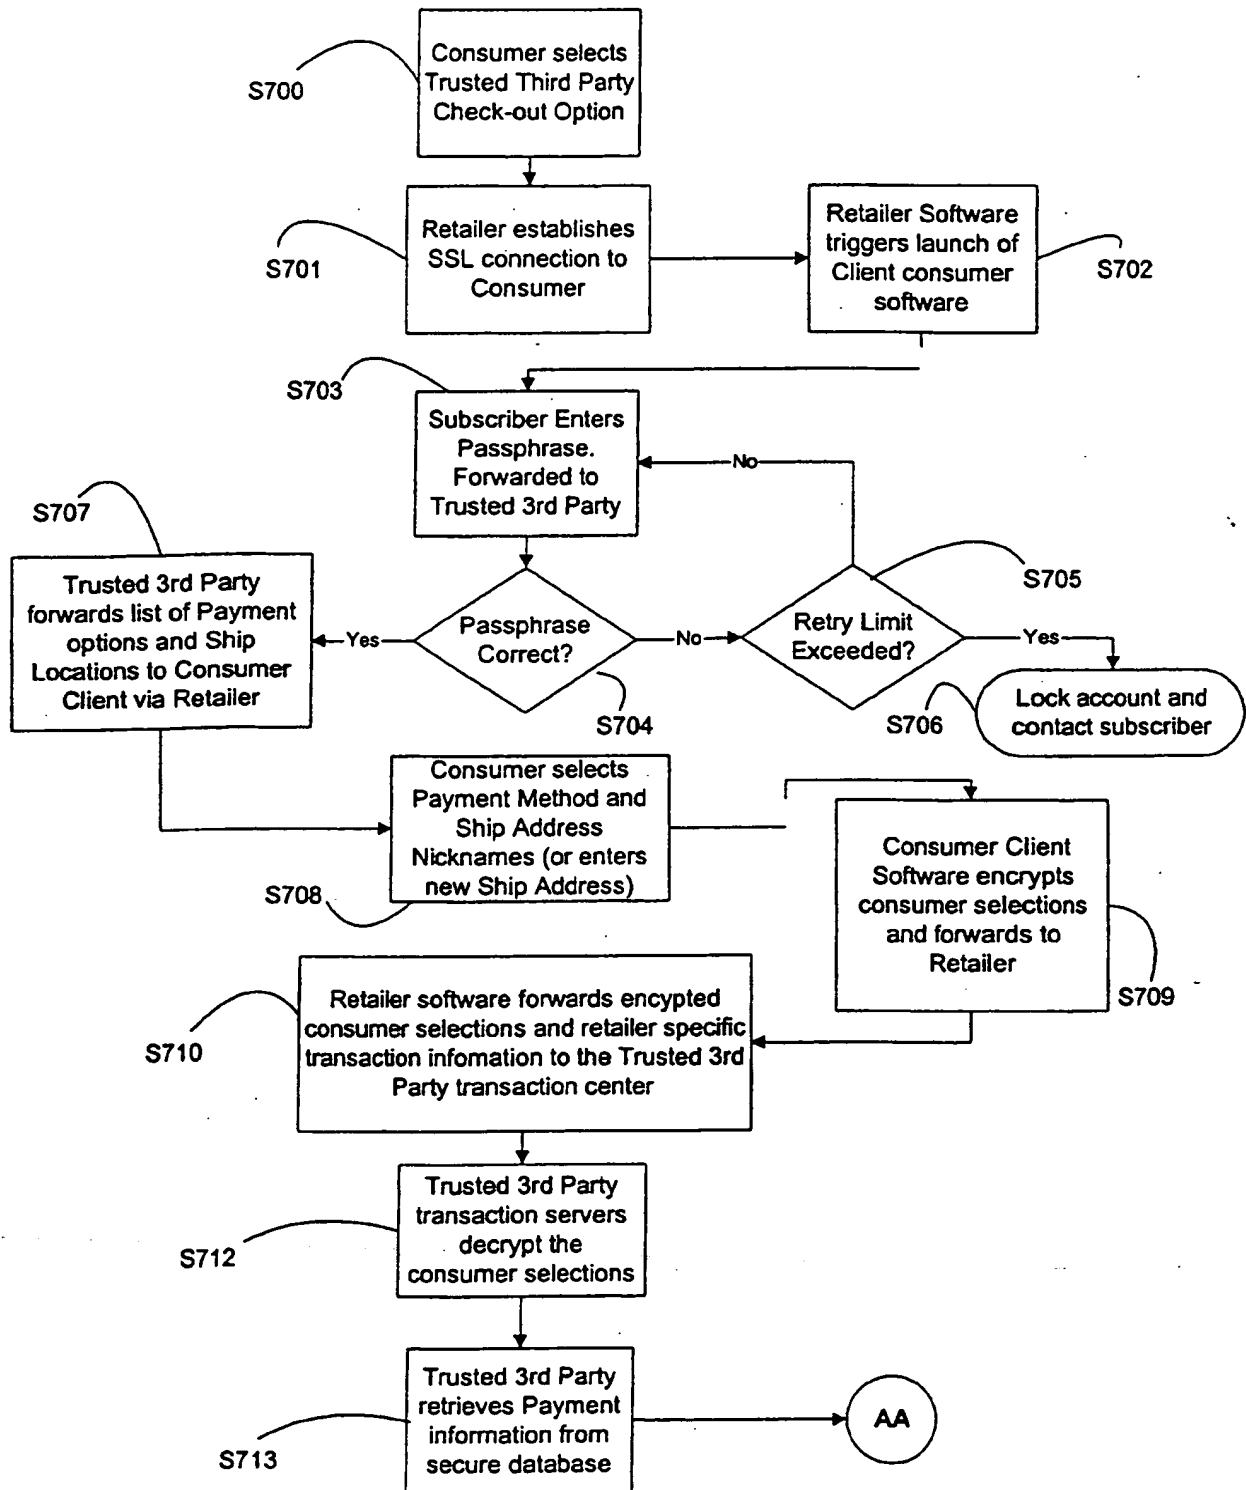 Consumer selects
Trusted Third Party
Check-out Option
S700
Retailer establishes
SSL connection to
Consumer
S701
Retailer Software
triggers launch of
Client consumer
software
S702
S703
Subscriber Enters
Passphrase.
Forwarded to
Trusted 3rd Party
No
S707
Trusted 3rd Party
forwards list of Payment
options and Ship
Locations to Consumer
Client via Retailer
Yes
Passphrase
Correct?
S704
No
Retry Limit
Exceeded?
S705
Yes
Lock account and
contact subscriber
S706
Consumer selects
Payment Method and
Ship Address
Nicknames (or enters
new Ship Address)
S708
Consumer Client
Software encrypts
consumer selections
and forwards to
Retailer
S709
Retailer software forwards encypted
consumer selections and retailer specific
transaction infomation to the Trusted 3rd
Party transaction center
S710
Trusted 3rd Party
transaction servers
decrypt the
consumer selections
S712
Trusted 3rd Party
retrieves Payment
information from
secure database
S713
AA